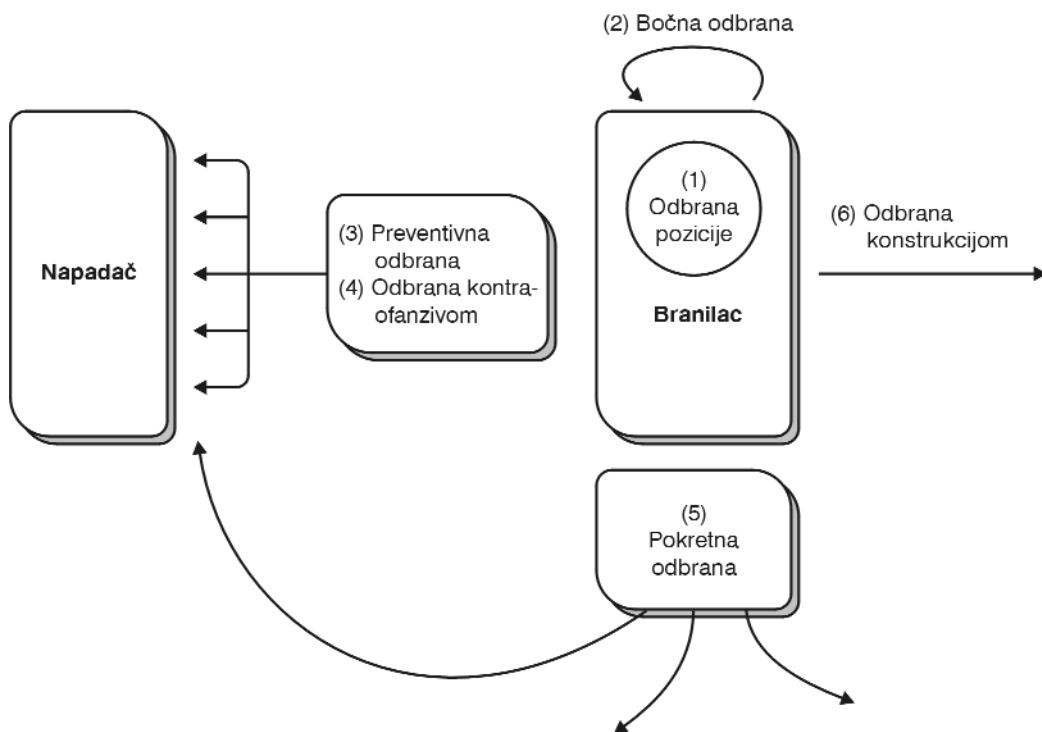 (2) Bočna odbrana
Napadač
(3) Preventivna
odbrana
(4) Odbrana kontra-
ofanzivom
(1)
Odbrana
pozicije
Branilac
(6) Odbrana
konstrukcijom
(5)
Pokretna
odbrana